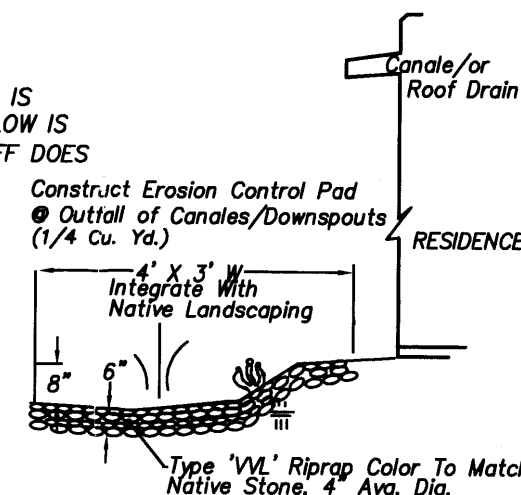 Canale/or
Roof Drain
IS
LOW IS
FF DOES
Construct Erosion Control Pad
@ Outfall of Canales/Downspouts
(1/4 Cu. Yd.)
RESIDENCE
4' X 3' W
Integrate With
Native Landscaping
8"
6"
Type 'VVL' Riprap Color To Match
Native Stone, 4" Avg. Dia.